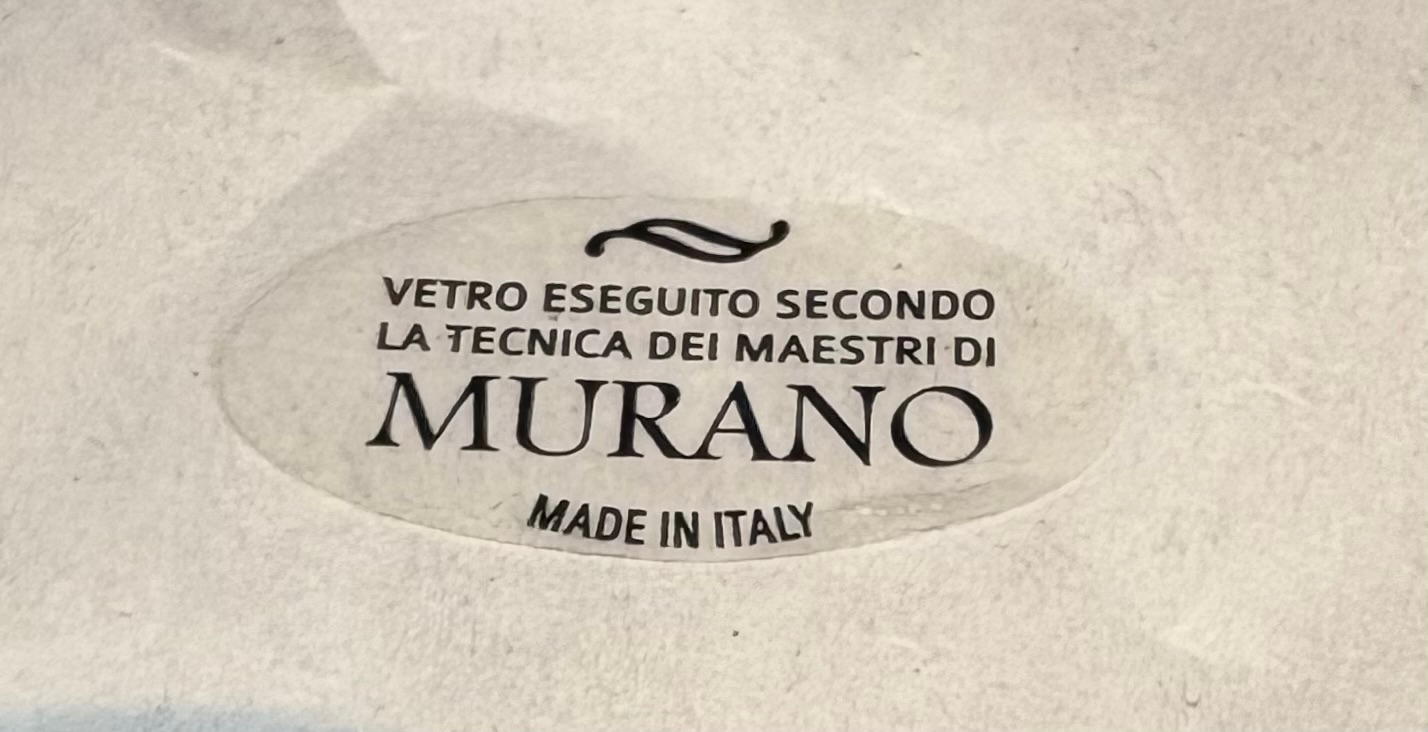 VETRO ESEGUITO SECONDO
LA TECNICA DEI MAESTRI DI
MURANO
MADE IN ITALY